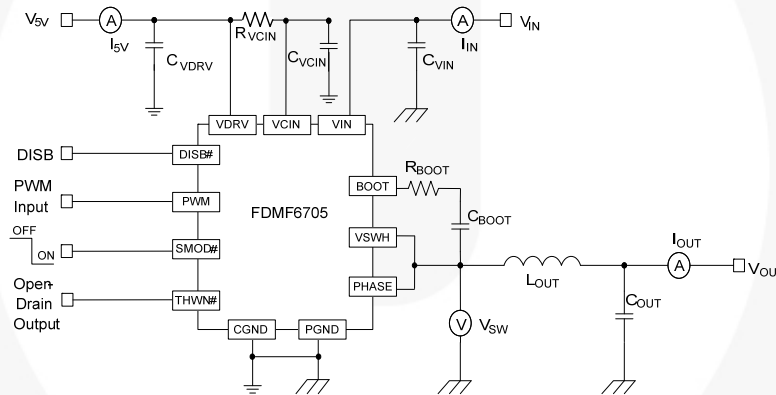 V5V
A
I5V
RVCIN
CVDRV
CVCIN
CVIN
A
IIN
VIN
VDRV
VCIN
VIN
DISB
DISB#
PWM
Input
PWM
OFF
ON
SMOD#
Open-
Drain
Output
THWN#
FDMF6705
BOOT
RBOOT
CBOOT
VSWH
PHASE
CGND
PGND
V
VSW
LOUT
IOUT
A
VOU
COUT